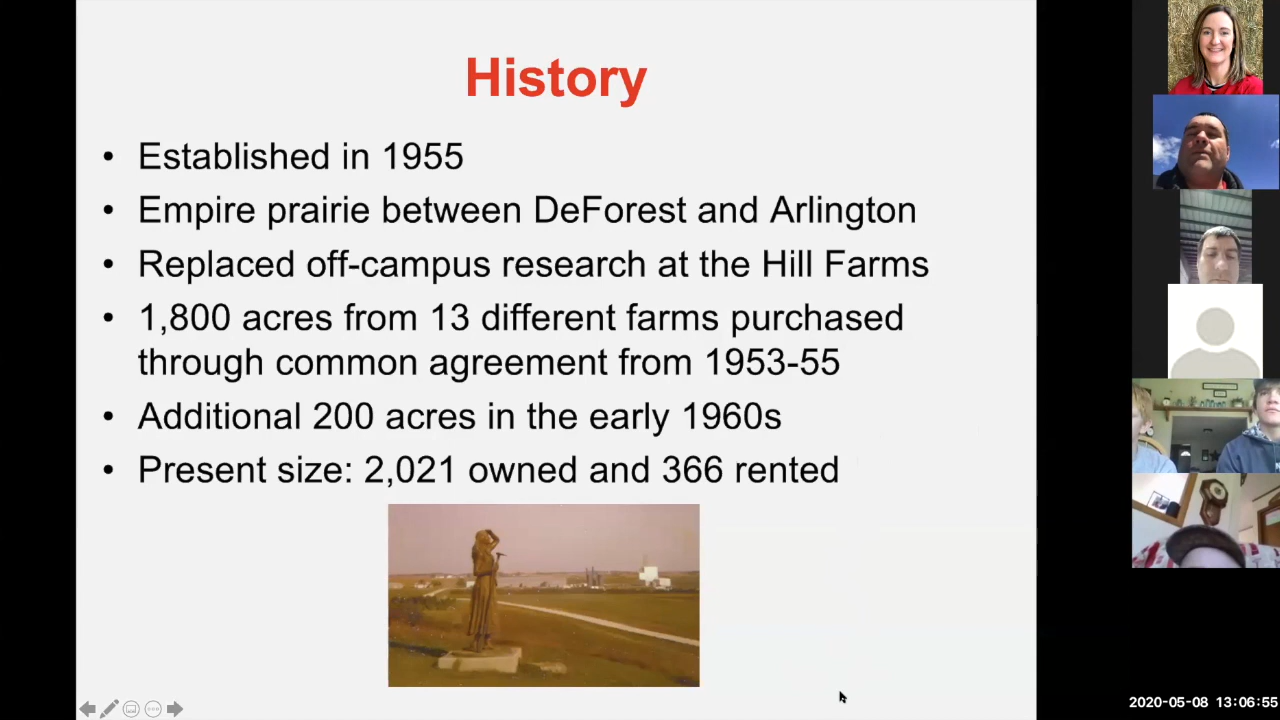 History
• Established in 1955
• Empire prairie between DeForest and Arlington
• Replaced off-campus research at the Hill Farms
• 1,800 acres from 13 different farms purchased
through common agreement from 1953-55
• Additional 200 acres in the early 1960s
• Present size: 2,021 owned and 366 rented
2020-05-08 13:06:55